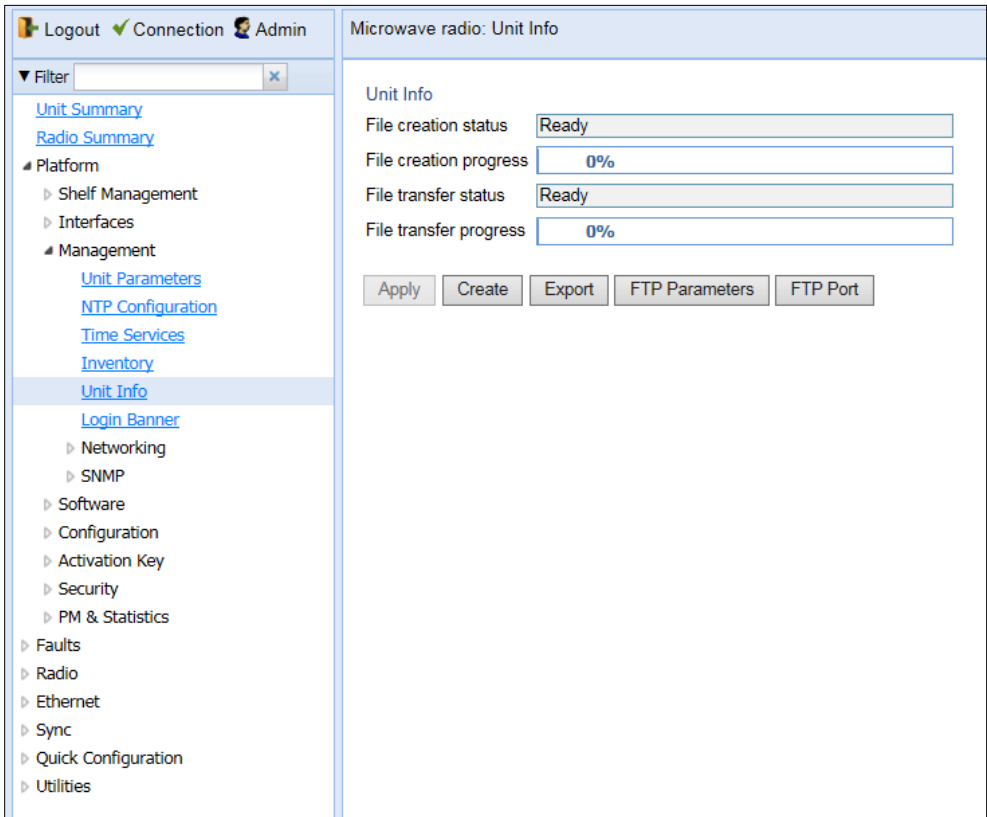 Logout Connection Admin
Filter
Unit Summary
Radio Summary
Platform
Shelf Management
Interfaces
Management
Unit Parameters
NTP Configuration
Time Services
Inventory
Unit Info
Login Banner
Networking
SNMP
Software
Configuration
Activation Key
Security
PM & Statistics
Faults
Radio
Ethernet
Sync
Quick Configuration
Utilities
Microwave radio: Unit Info
Unit Info
File creation status Ready
File creation progress 0%
File transfer status Ready
File transfer progress 0%
Apply Create Export FTP Parameters FTP Port